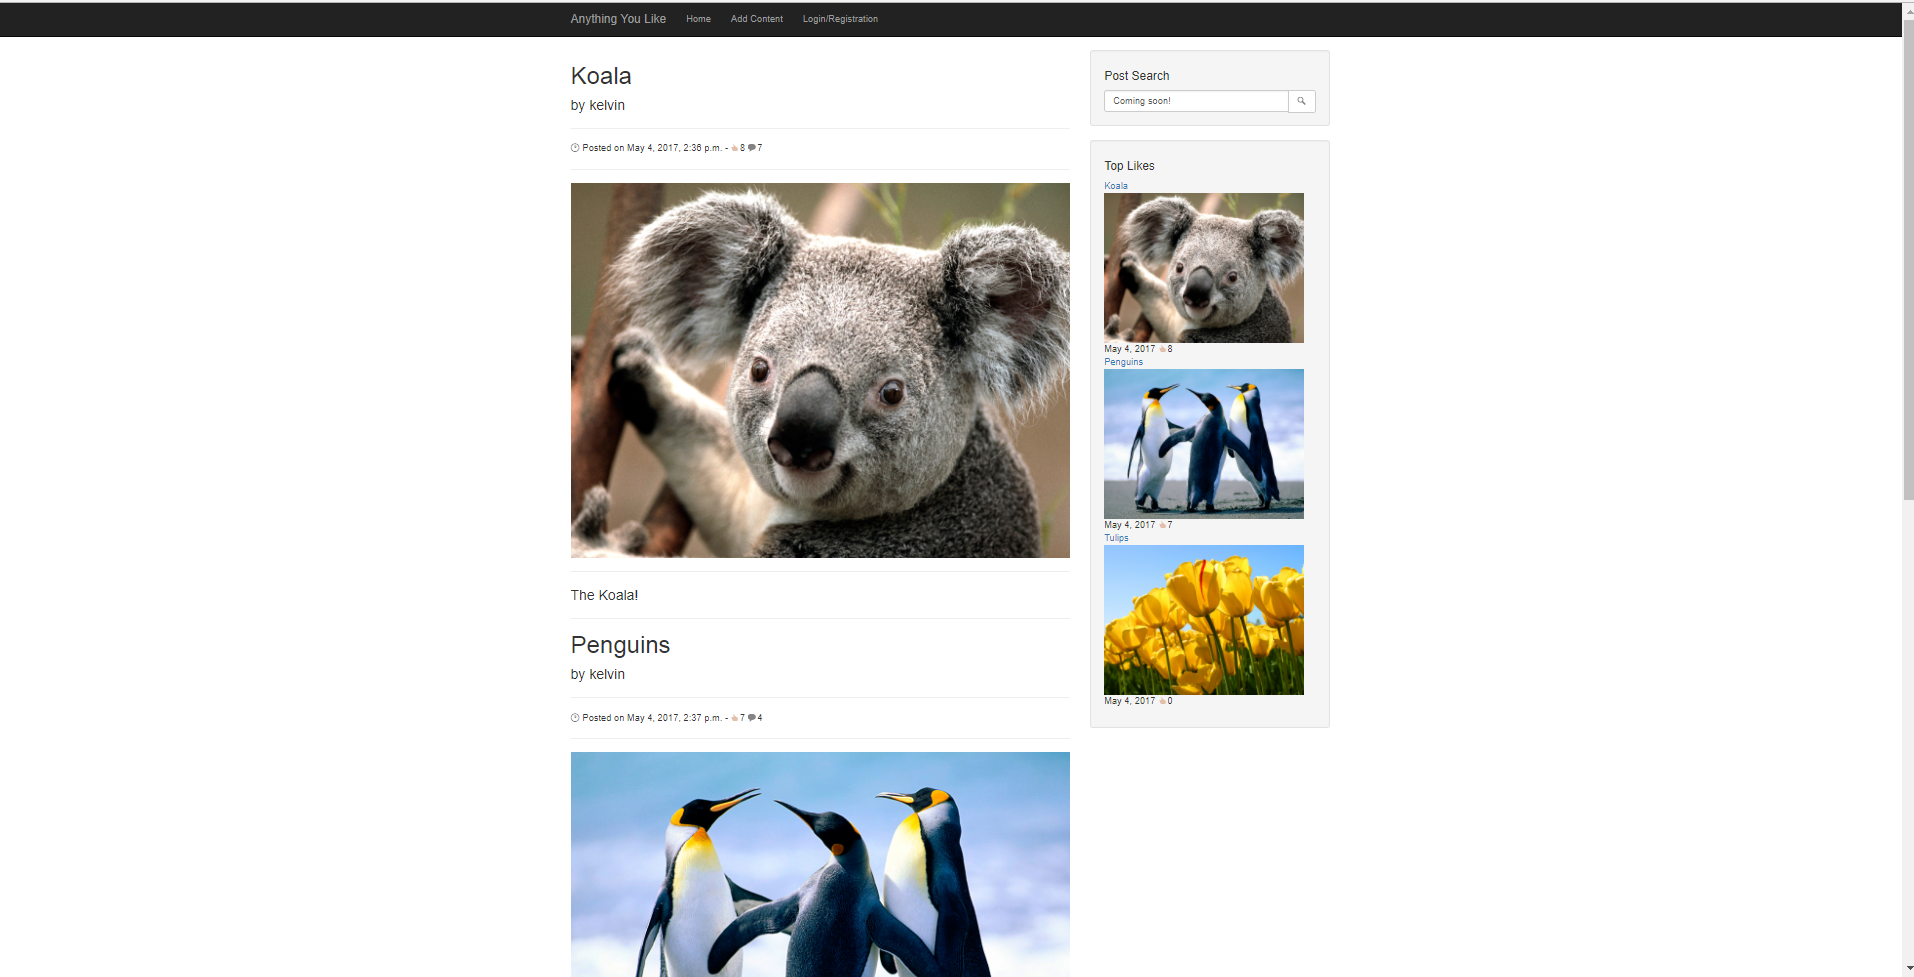 Anything You Like Home Add Content Login/Registration
Koala
by kelvin
Posted on May 4, 2017, 2:36 p.m. - 8 7
The Koala!
Penguins
by kelvin
Posted on May 4, 2017, 2:37 p.m. - 7 4
Post Search
Coming soon!
Top Likes
Koala
May 4, 2017 8
Penguins
May 4, 2017 7
Tulips
May 4, 2017 0